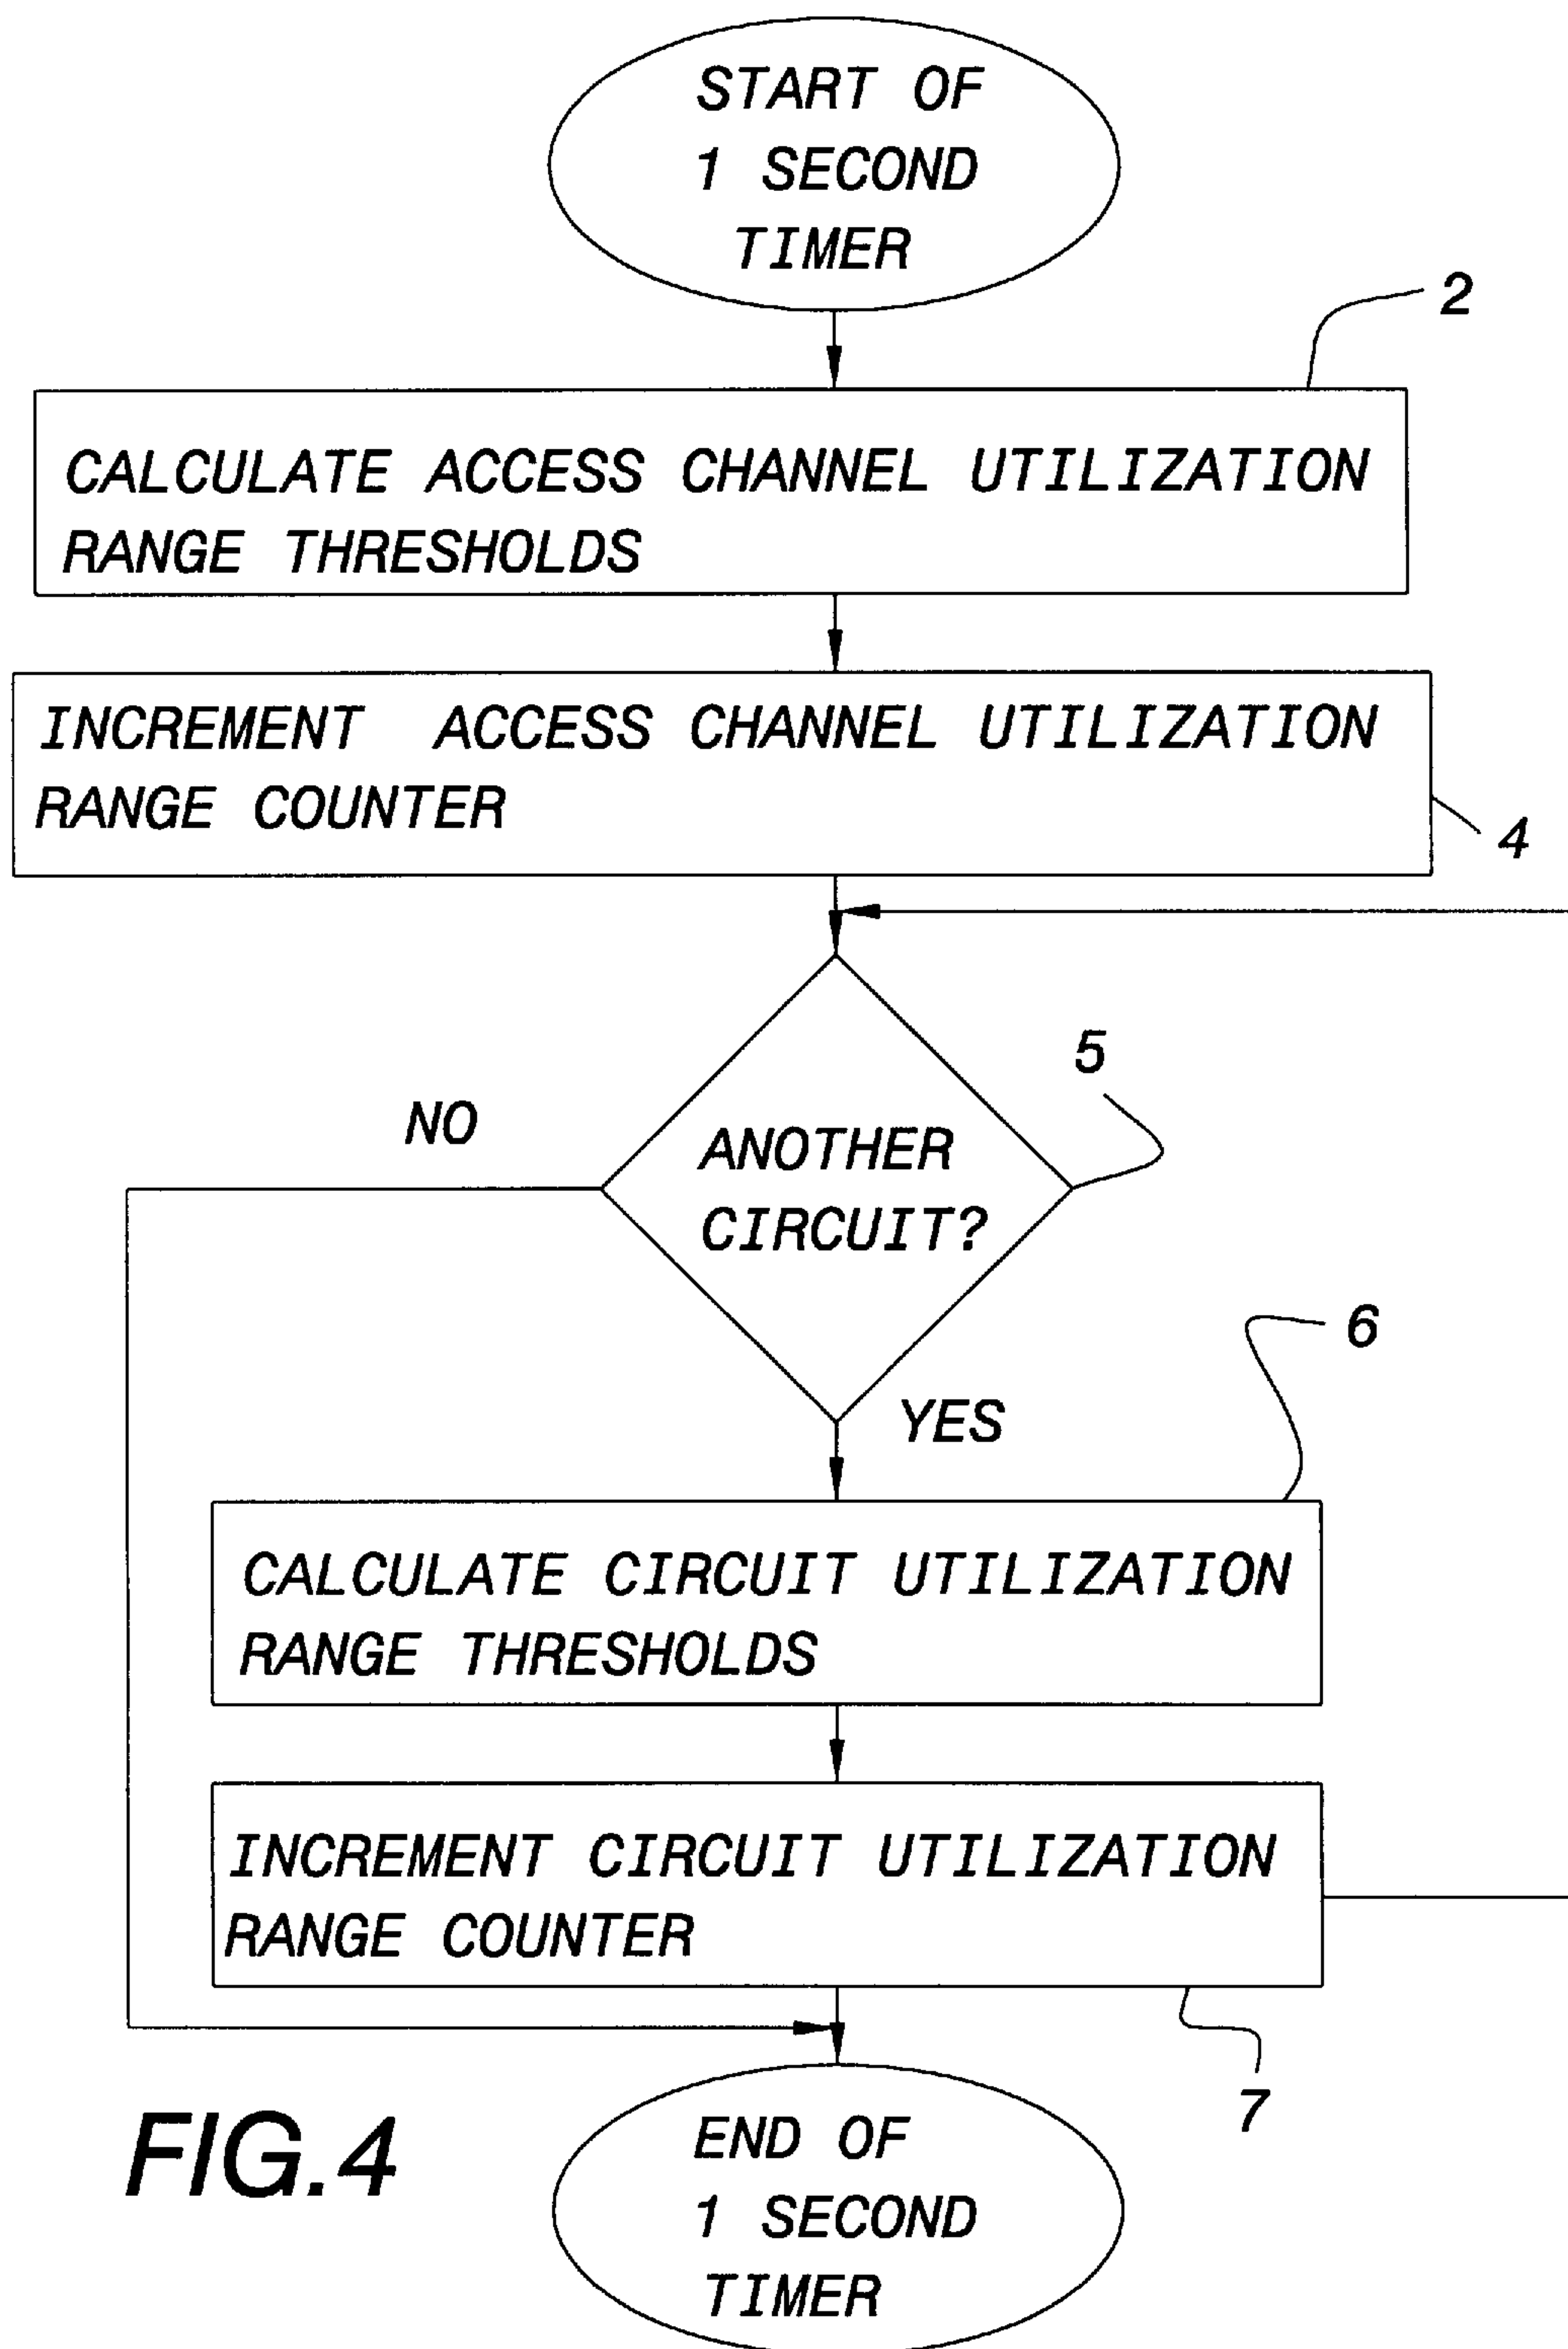 START OF
1 SECOND
TIMER
2
CALCULATE ACCESS CHANNEL UTILIZATION
RANGE THRESHOLDS
INCREMENT ACCESS CHANNEL UTILIZATION
RANGE COUNTER
4
5
NO
ANOTHER
CIRCUIT?
6
YES
CALCULATE CIRCUIT UTILIZATION
RANGE THRESHOLDS
INCREMENT CIRCUIT UTILIZATION
RANGE COUNTER
7
FIG.4
END OF
1 SECOND
TIMER